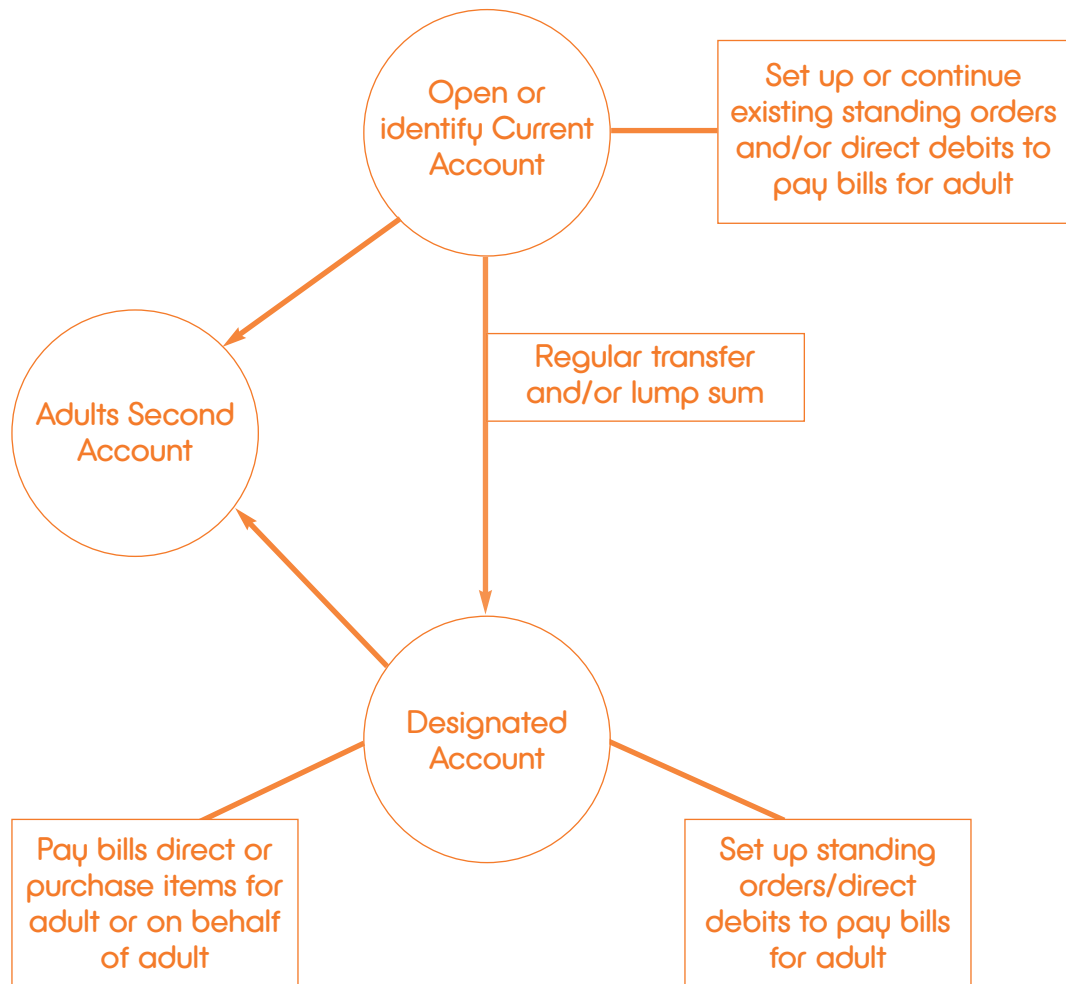 Open or
identify Current
Account
Set up or continue
existing standing orders
and/or direct debits to
pay bills for adult
Regular transfer
and/or lump sum
Adults Second
Account
Designated
Account
Pay bills direct or
purchase items for
adult or on behalf
of adult
Set up standing
orders/direct
debits to pay bills
for adult